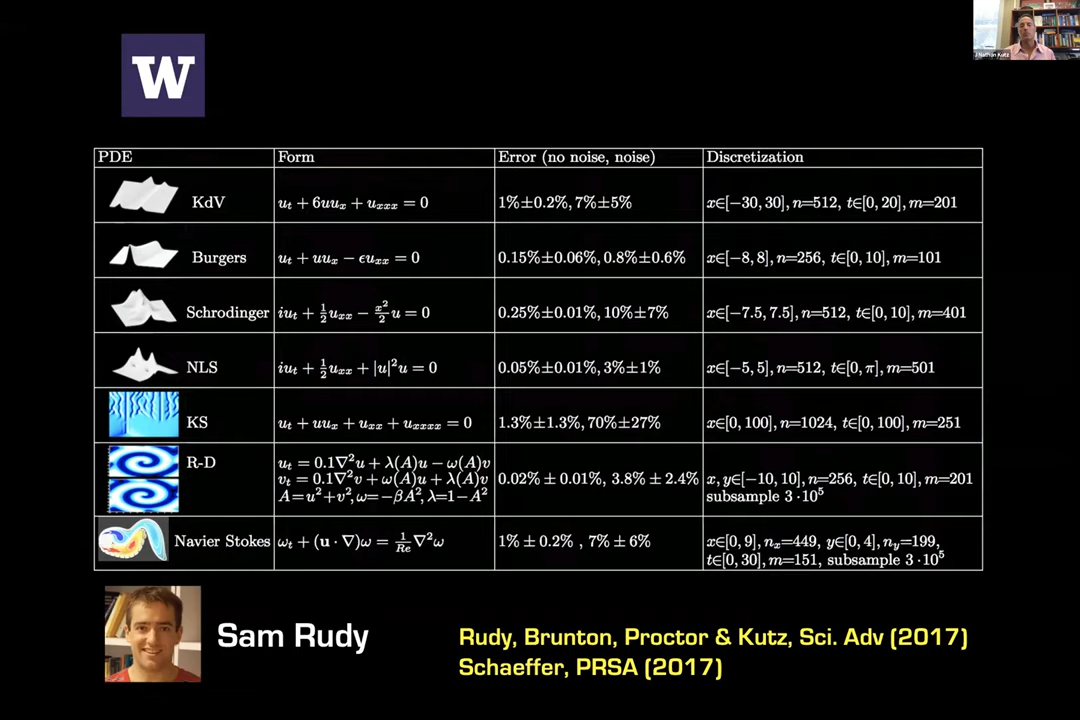 J Nathan Kutz
W
PDE Form Error (no noise, noise) Discretization
KdV u_t + 6uu_x + u_xxx = 0 1%±0.2%, 7%±5% x∈[−30, 30], n=512, t∈[0, 20], m=201
Burgers u_t + uu_x − ϵu_xx = 0 0.15%±0.06%, 0.8%±0.6% x∈[−8, 8], n=256, t∈[0, 10], m=101
Schrodinger iu_t + 1/2 u_xx − x²/2 u = 0 0.25%±0.01%, 10%±7% x∈[−7.5, 7.5], n=512, t∈[0, 10], m=401
NLS iu_t + 1/2 u_xx + |u|²u = 0 0.05%±0.01%, 3%±1% x∈[−5, 5], n=512, t∈[0, π], m=501
KS u_t + uu_x + u_xx + u_xxxx = 0 1.3%±1.3%, 70%±27% x∈[0, 100], n=1024, t∈[0, 100], m=251
R-D u_t = 0.1∇²u + λ(A)u − ω(A)v
v_t = 0.1∇²v + ω(A)u + λ(A)v 0.02% ± 0.01%, 3.8% ± 2.4% x, y∈[−10, 10], n=256, t∈[0, 10], m=201
A=u² + v², ω=−βA², λ=1−A² subsample 3·10⁵
Navier Stokes ω_t + (u · ∇)ω = 1/Re ∇²ω 1% ± 0.2% , 7% ± 6% x∈[0, 9], n_x=449, y∈[0, 4], n_y=199,
t∈[0, 30], m=151, subsample 3·10⁵
Sam Rudy
Rudy, Brunton, Proctor & Kutz, Sci. Adv (2017)
Schaeffer, PRSA (2017)